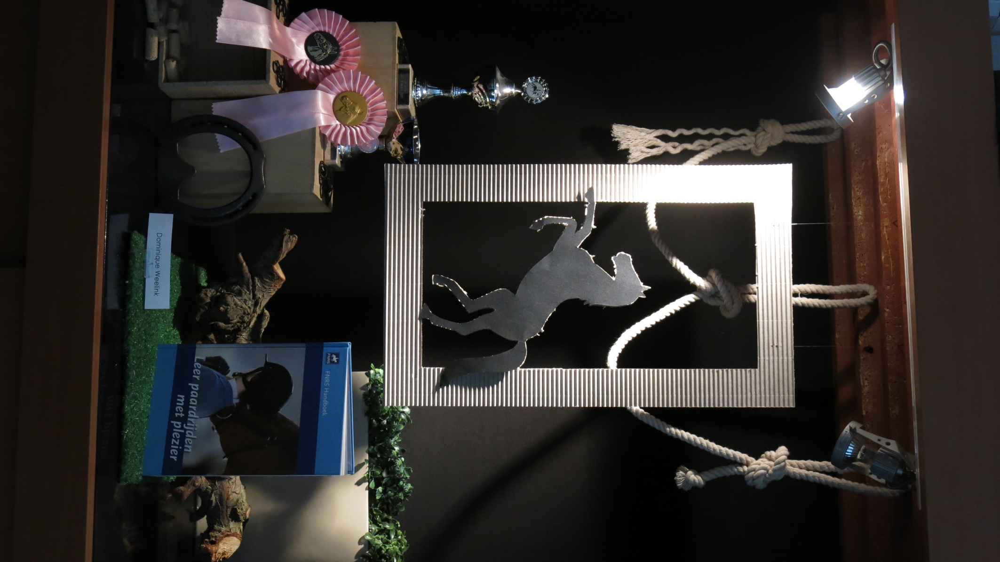 FNRS
FNRS Handboek
Leer paardrijden
met plezier
Dominique Weelink